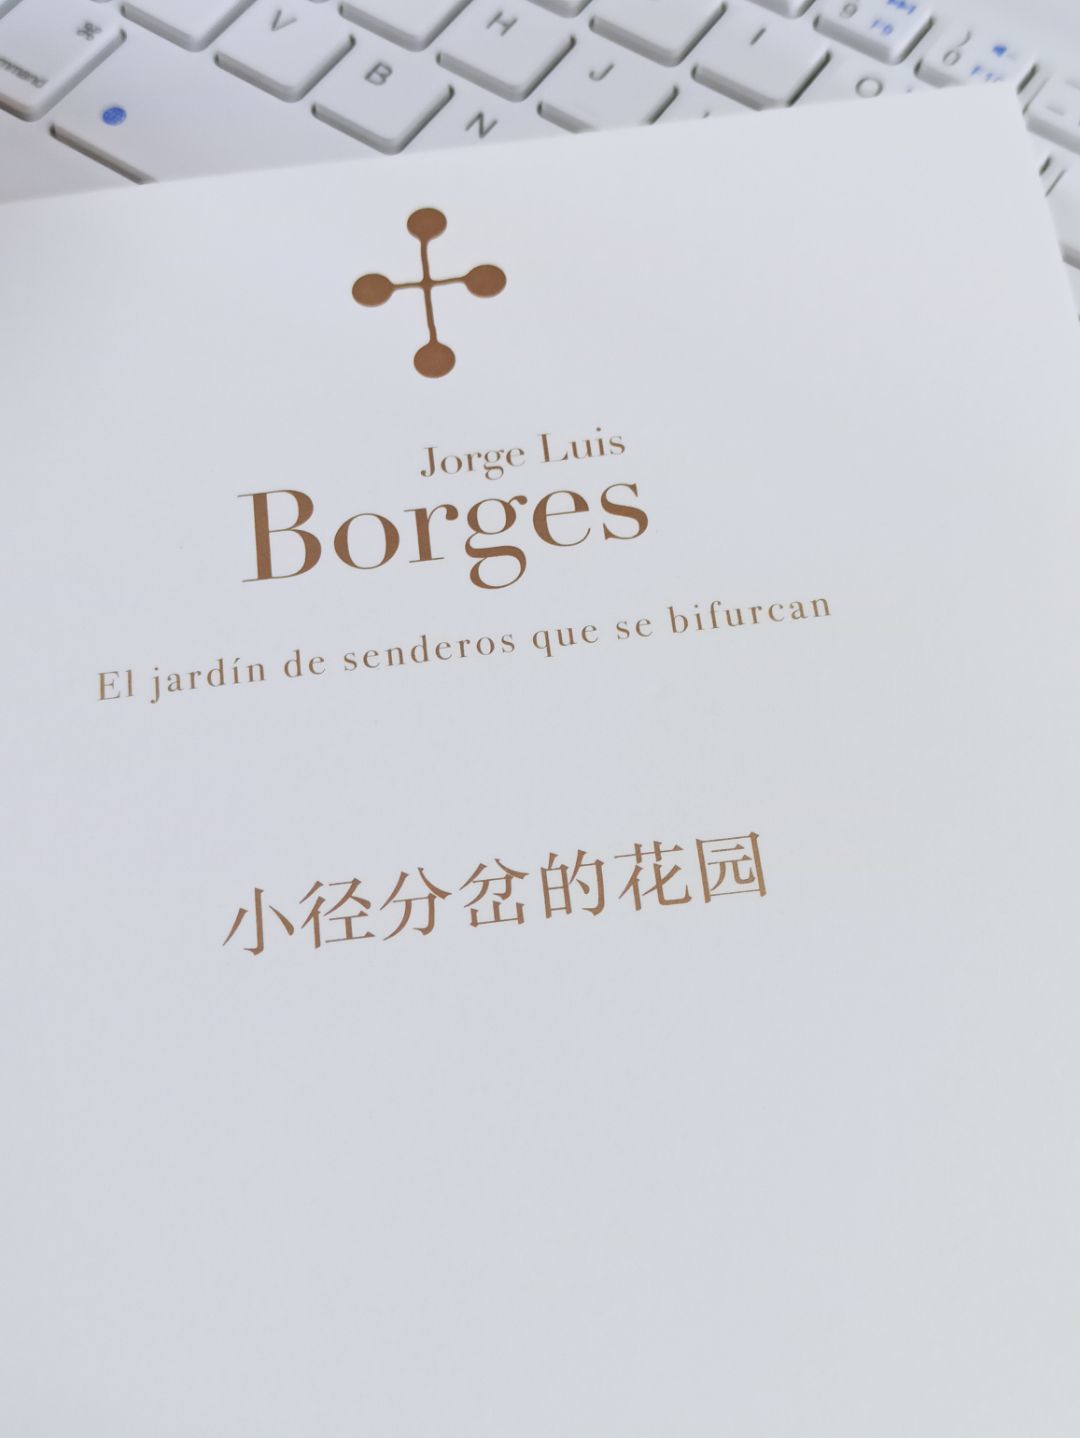 ⌘ V H I 9 F9
mmand B J O 0 F10
N
Jorge Luis
Borges
El jardín de senderos que se bifurcan
小径分岔的花园